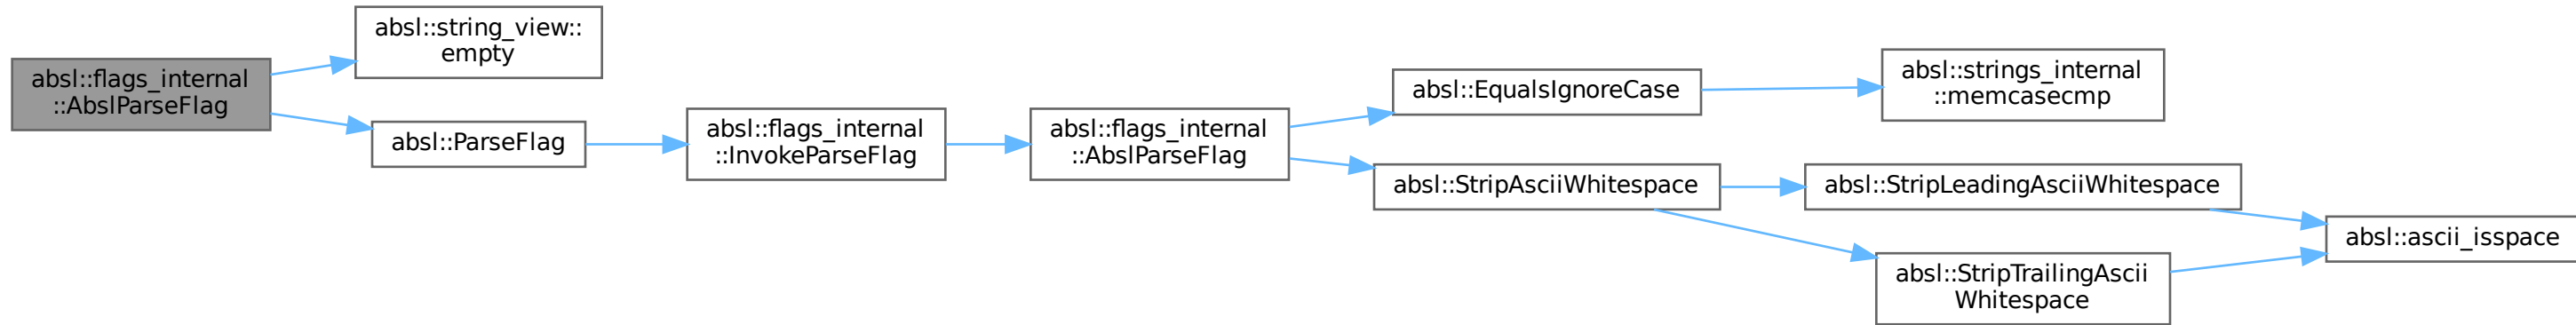 absl::flags_internal
::AbslParseFlag
absl::string_view::
empty
absl::ParseFlag
absl::flags_internal
::InvokeParseFlag
absl::flags_internal
::AbslParseFlag
absl::EqualsIgnoreCase
absl::strings_internal
::memcasecmp
absl::StripAsciiWhitespace
absl::StripLeadingAsciiWhitespace
absl::StripTrailingAscii
Whitespace
absl::ascii_isspace